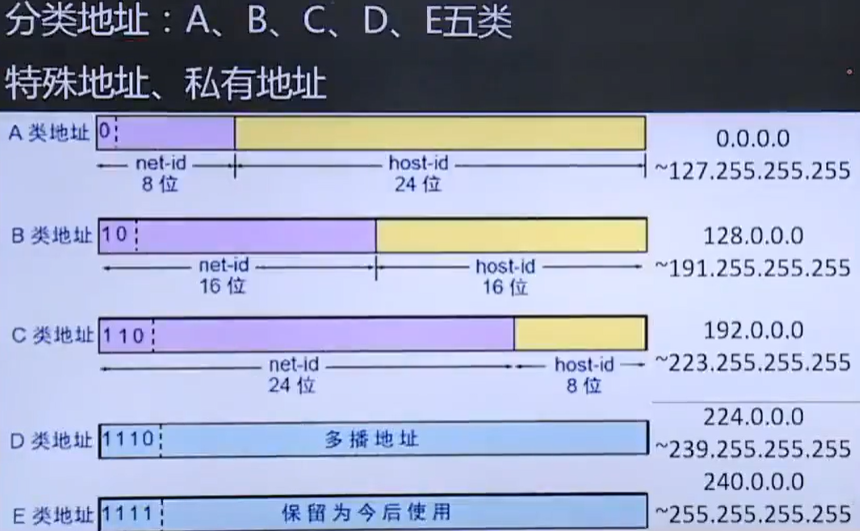 分类地址：A、B、C、D、E五类
特殊地址、私有地址
A 类地址 0 0.0.0.0
net-id host-id ~127.255.255.255
8 位 24 位
B 类地址 10 128.0.0.0
net-id host-id ~191.255.255.255
16 位 16 位
C 类地址 110 192.0.0.0
net-id host-id ~223.255.255.255
24 位 8 位
224.0.0.0
D 类地址 1110 多播地址 ~239.255.255.255
240.0.0.0
E 类地址 1111 保留为今后使用 ~255.255.255.255